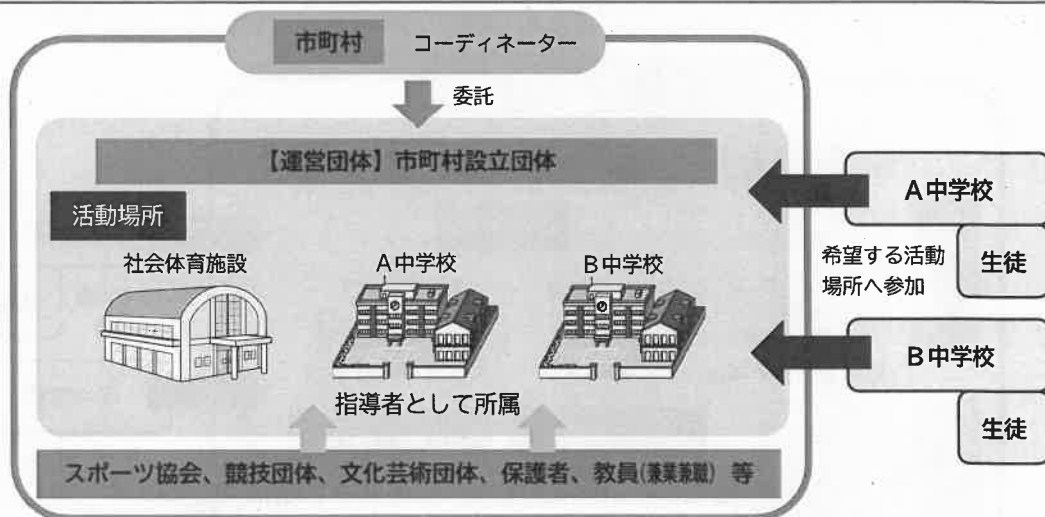 市町村 コーディネーター
委託
【運営団体】市町村設立団体
活動場所
社会体育施設
A中学校
B中学校
指導者として所属
スポーツ協会、競技団体、文化芸術団体、保護者、教員(兼業兼職) 等
A中学校
生徒
希望する活動
場所へ参加
B中学校
生徒